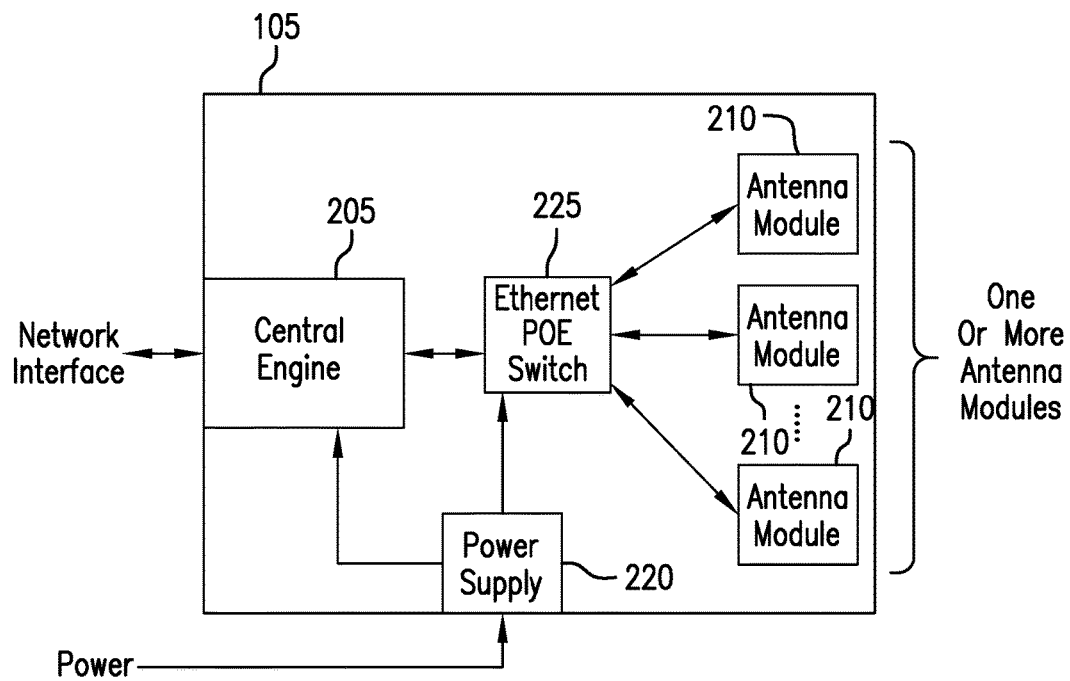 105
210
Antenna
Module
205
225
Network
Interface
Central
Engine
Ethernet
POE
Switch
Antenna
Module
210
210
Antenna
Module
One
Or More
Antenna
Modules
Power
Supply
220
Power